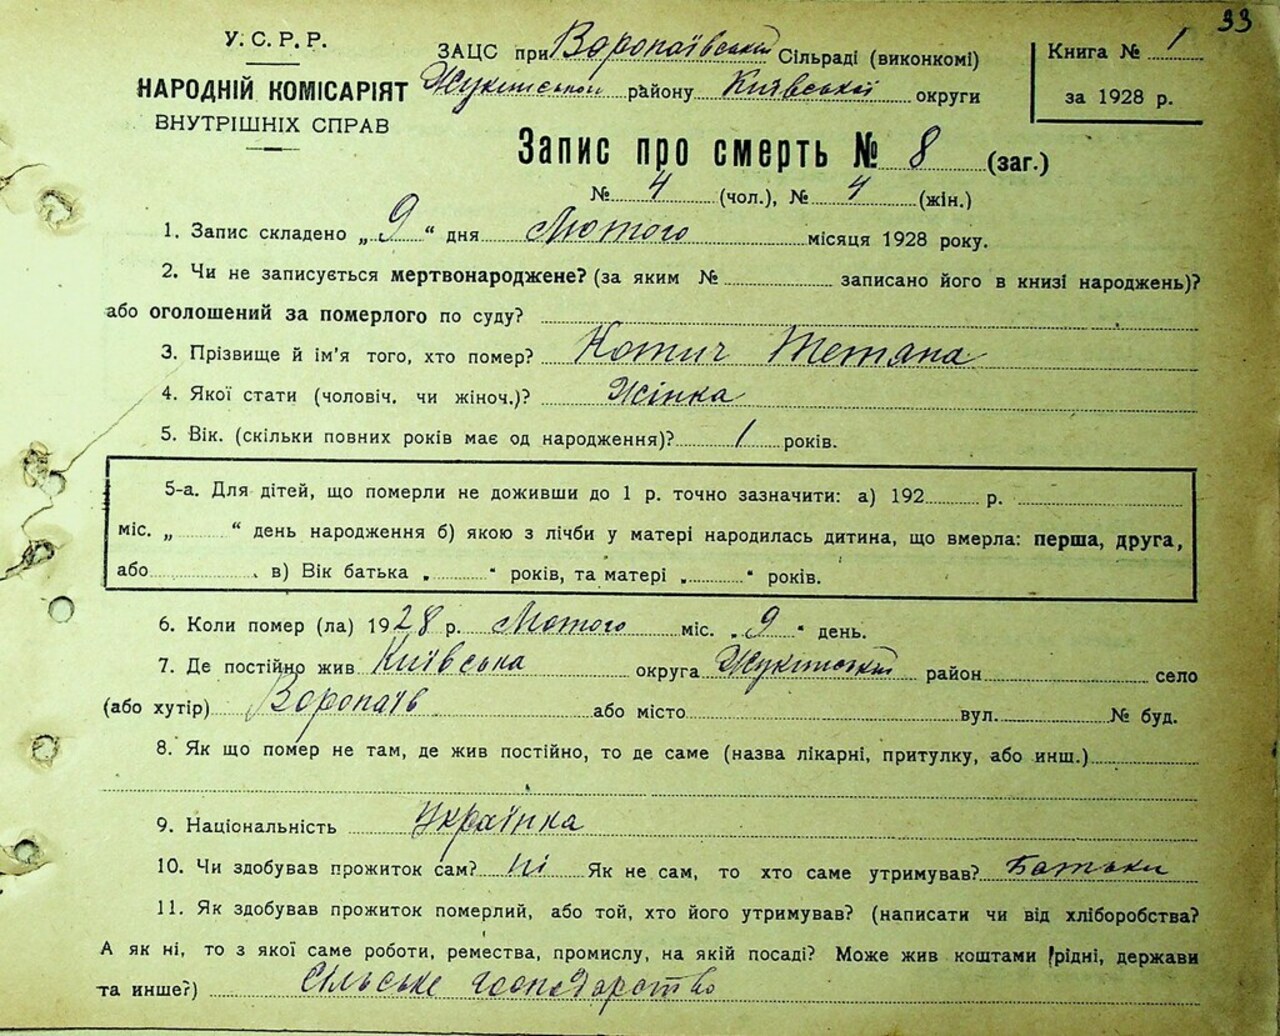 33
У.С.Р.Р.
НАРОДНІЙ КОМІСАРІЯТ
ВНУТРІШНІХ СПРАВ
ЗАЦС при Воропаївський Сільраді (виконкомі)
Жукинської району Київської округи
Книга № 1
за 1928 р.
Запис про смерть № 8 (заг.)
№ 4 (чол.), № 4 (жін.)
1. Запис складено „ 9 “ дня Лютого місяця 1928 року.
2. Чи не записується мертвонароджене? (за яким № записано його в книзі народжень)?
або оголошений за померлого по суду?
3. Прізвище й ім'я того, хто помер? Котич Тетяна
4. Якої стати (чоловіч. чи жіноч.)? Жінка
5. Вік. (скільки повних років має од народження)? 1 років.
5-а. Для дітей, що померли не доживши до 1 р. точно зазначити: а) 192 р.
міс. „ “ день народження б) якою з лічби у матері народилась дитина, що вмерла: перша, друга,
або . в) Вік батька „ “ років, та матері „ “ років.
6. Коли помер (ла) 1928 р. Лютого міс. „ 9 “ день.
7. Де постійно жив Київська округа Жукинський район село
(або хутір) Воропаїв або місто вул. № буд.
8. Як що помер не там, де жив постійно, то де саме (назва лікарні, притулку, або инш.)
9. Національність Українка
10. Чи здобував прожиток сам? Ні Як не сам, то хто саме утримував? Батьки
11. Як здобував прожиток померлий, або той, хто його утримував? (написати чи від хліборобства?
А як ні, то з якої саме роботи, ремества, промислу, на якій посаді? Може жив коштами рідні, держави
та инше?) Сільське господарство